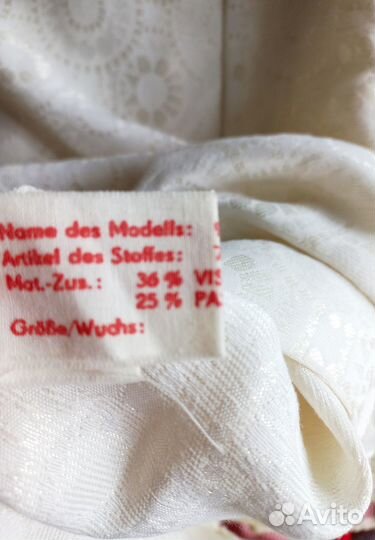 Name des Modells:
Artikel des Stoffes:
Mat.-Zus.: 36 % VIS
25 % PA
Größe/Wuchs:
Avito